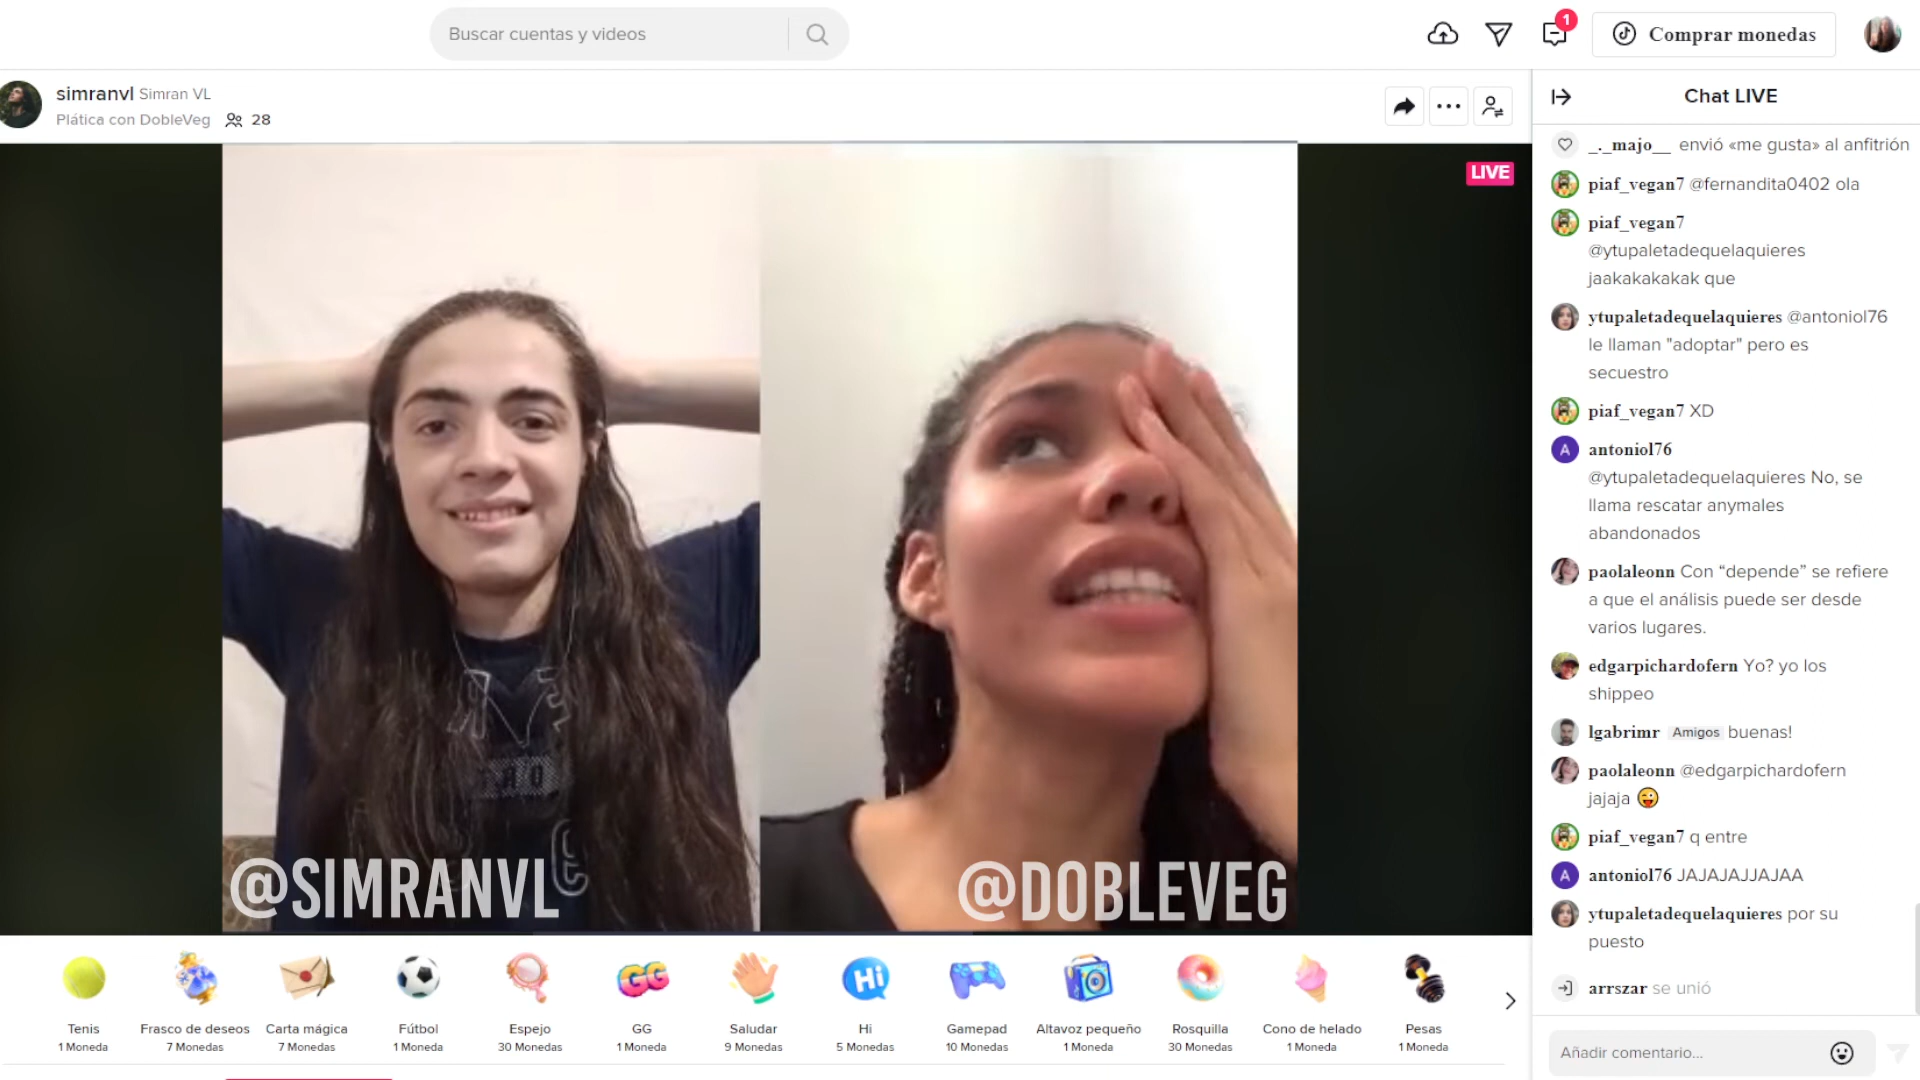 Buscar cuentas y videos
1
Comprar monedas
simranvl Simran VL
Plática con DobleVeg 28
LIVE
@SIMRANVL
@DOBLEVEG
Chat LIVE
_._majo__ envió «me gusta» al anfitrión
piaf_vegan7 @fernandita0402 ola
piaf_vegan7
@ytupaletadequelaquieres
jaakakakakak que
ytupaletadequelaquieres @antoniol76
le llaman "adoptar" pero es
secuestro
piaf_vegan7 XD
A antoniol76
@ytupaletadequelaquieres No, se
llama rescatar anymales
abandonados
paolaleonn Con “depende” se refiere
a que el análisis puede ser desde
varios lugares.
edgarpichardofern Yo? yo los
shippeo
lgabrimr Amigos buenas!
paolaleonn @edgarpichardofern
jajaja 😜
piaf_vegan7 q entre
A antoniol76 JAJAJAJJAJAA
ytupaletadequelaquieres por su
puesto
arrszar se unió
Añadir comentario...
GG
Hi
Tenis
1 Moneda
Frasco de deseos
7 Monedas
Carta mágica
7 Monedas
Fútbol
1 Moneda
Espejo
30 Monedas
GG
1 Moneda
Saludar
9 Monedas
Hi
5 Monedas
Gamepad
10 Monedas
Altavoz pequeño
1 Moneda
Rosquilla
30 Monedas
Cono de helado
1 Moneda
Pesas
1 Moneda